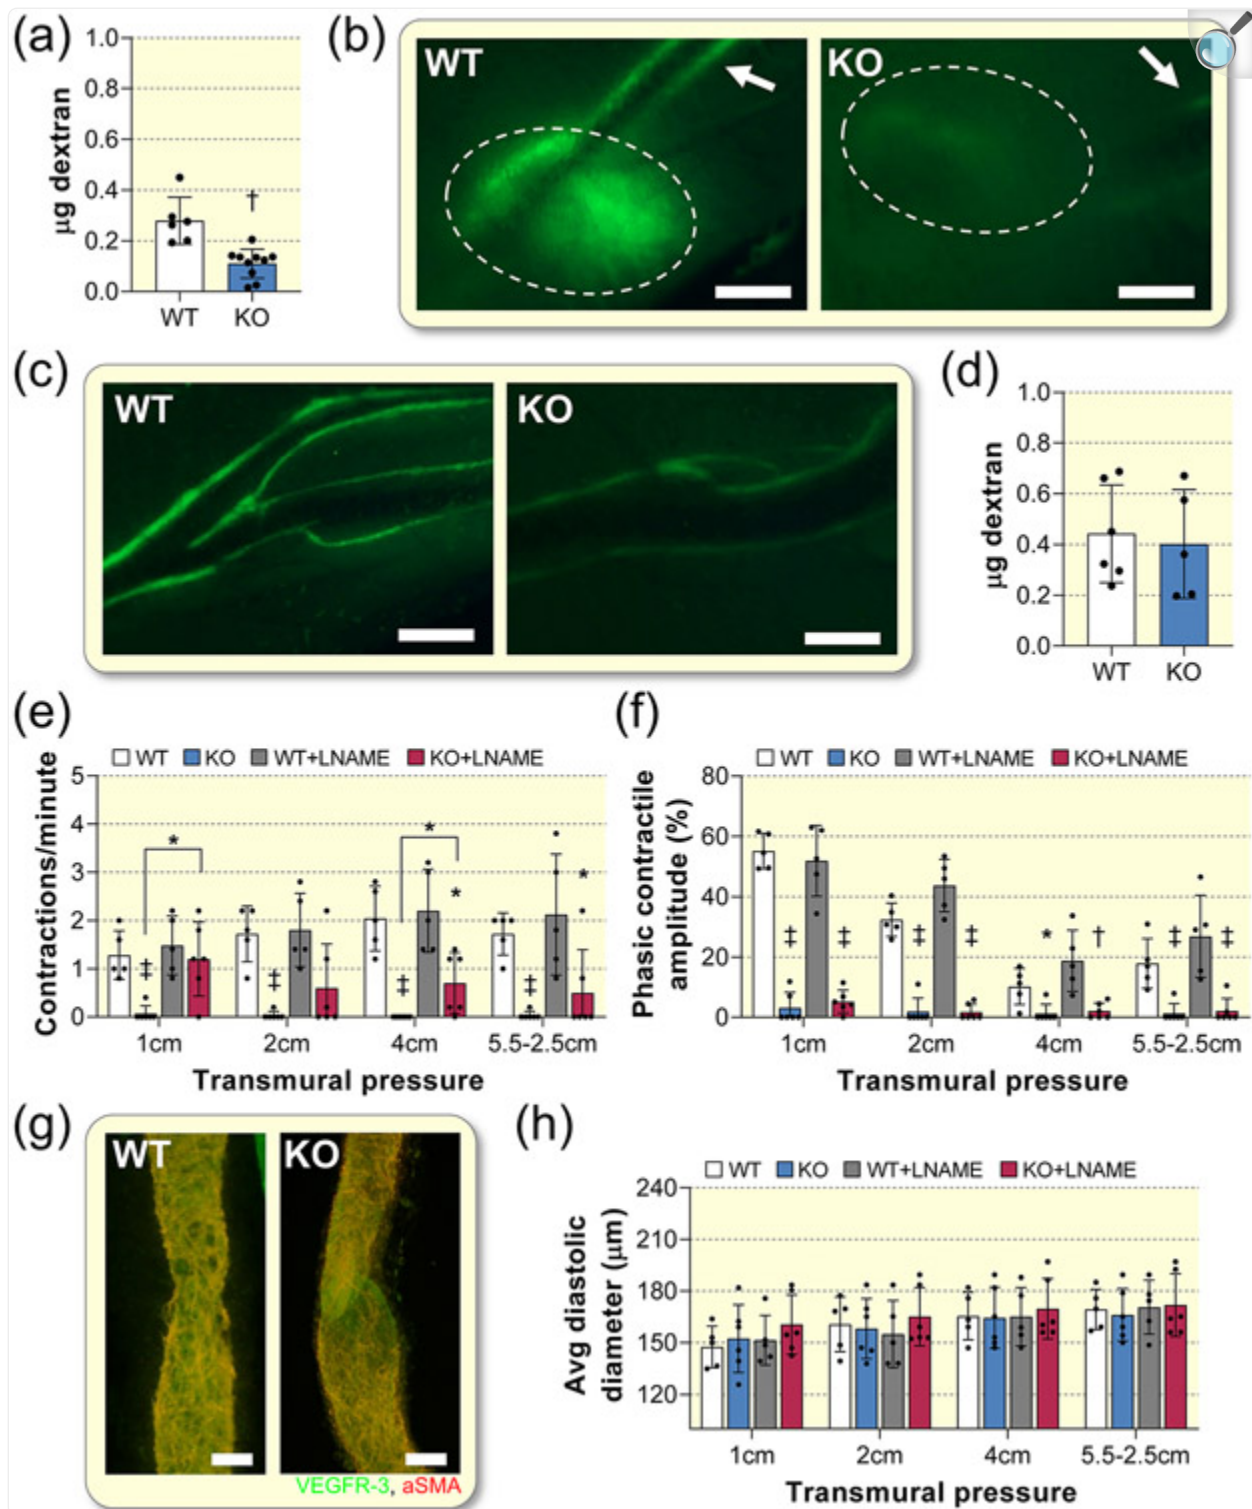 (a)
1.0
0.8
0.6
0.4
0.2
0.0
µg dextran
†
WT
KO
(b)
WT
KO
(c)
WT
KO
(d)
1.0
0.8
0.6
0.4
0.2
0.0
µg dextran
WT
KO
(e)
WT KO WT+LNAME KO+LNAME
5
4
3
2
1
0
Contractions/minute
*
‡
‡
*
‡
*
‡
*
1cm 2cm 4cm 5.5-2.5cm
Transmural pressure
(f)
WT KO WT+LNAME KO+LNAME
80
60
40
20
0
Phasic contractile
amplitude (%)
‡ ‡ ‡ ‡ * † ‡ ‡
1cm 2cm 4cm 5.5-2.5cm
Transmural pressure
(g)
WT
KO
VEGFR-3, aSMA
(h)
WT KO WT+LNAME KO+LNAME
240
210
180
150
120
Avg diastolic
diameter (µm)
1cm 2cm 4cm 5.5-2.5cm
Transmural pressure